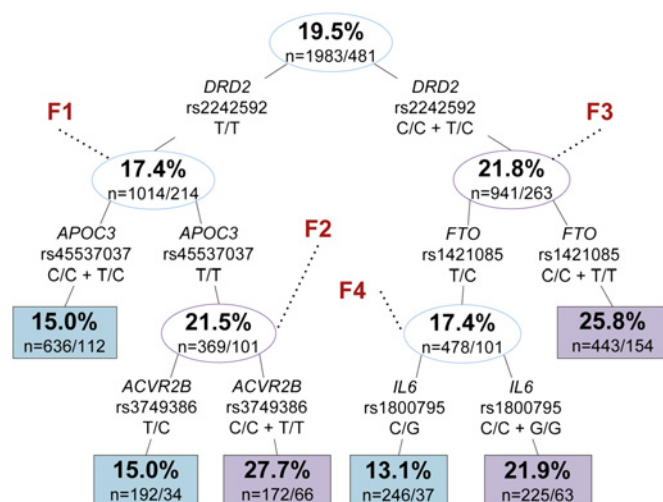 19.5%
n=1983/481
DRD2
rs2242592
T/T
DRD2
rs2242592
C/C + T/C
F1
F3
17.4%
n=1014/214
21.8%
n=941/263
APOC3
rs45537037
C/C + T/C
APOC3
rs45537037
T/T
F2
FTO
rs1421085
T/C
FTO
rs1421085
C/C + T/T
F4
15.0%
n=636/112
21.5%
n=369/101
17.4%
n=478/101
25.8%
n=443/154
ACVR2B
rs3749386
T/C
ACVR2B
rs3749386
C/C + T/T
IL6
rs1800795
C/G
IL6
rs1800795
C/C + G/G
15.0%
n=192/34
27.7%
n=172/66
13.1%
n=246/37
21.9%
n=225/63